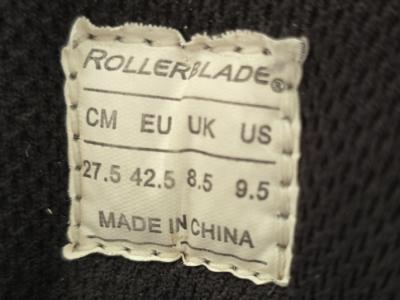 ROLLERBLADE®
CM EU UK US
27.5 42.5 8.5 9.5
MADE IN CHINA